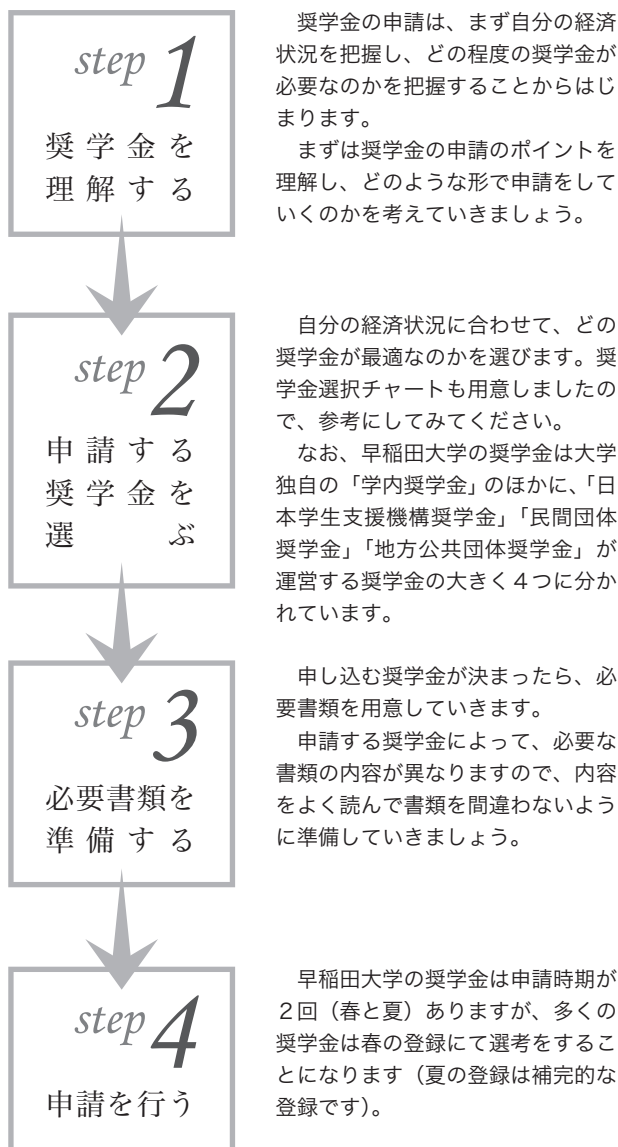 step 1
奨学金を
理解する
　奨学金の申請は、まず自分の経済
状況を把握し、どの程度の奨学金が
必要なのかを把握することからはじ
まります。
　まずは奨学金の申請のポイントを
理解し、どのような形で申請をして
いくのかを考えていきましょう。
step 2
申請する
奨学金を
選ぶ
　自分の経済状況に合わせて、どの
奨学金が最適なのかを選びます。奨
学金選択チャートも用意しましたの
で、参考にしてみてください。
　なお、早稲田大学の奨学金は大学
独自の「学内奨学金」のほかに、「日
本学生支援機構奨学金」「民間団体
奨学金」「地方公共団体奨学金」が
運営する奨学金の大きく４つに分か
れています。
step 3
必要書類を
準備する
　申し込む奨学金が決まったら、必
要書類を用意していきます。
　申請する奨学金によって、必要な
書類の内容が異なりますので、内容
をよく読んで書類を間違わないよう
に準備していきましょう。
step 4
申請を行う
　早稲田大学の奨学金は申請時期が
２回（春と夏）ありますが、多くの
奨学金は春の登録にて選考をするこ
とになります（夏の登録は補完的な
登録です）。